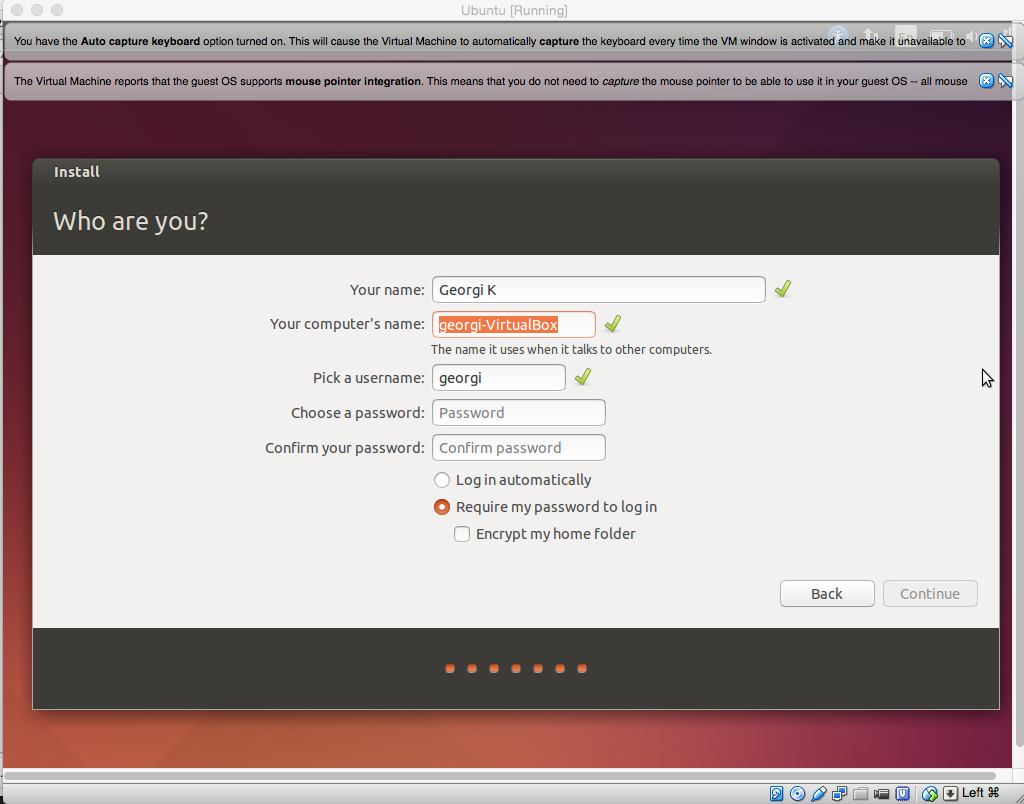 Ubuntu [Running]
You have the Auto capture keyboard option turned on. This will cause the Virtual Machine to automatically capture the keyboard every time the VM window is activated and make it unavailable to
The Virtual Machine reports that the guest OS supports mouse pointer integration. This means that you do not need to capture the mouse pointer to be able to use it in your guest OS -- all mouse
Install
Who are you?
Your name: Georgi K
Your computer's name: georgi-VirtualBox
The name it uses when it talks to other computers.
Pick a username: georgi
Choose a password: Password
Confirm your password: Confirm password
Log in automatically
Require my password to log in
Encrypt my home folder
Back Continue
Left ⌘